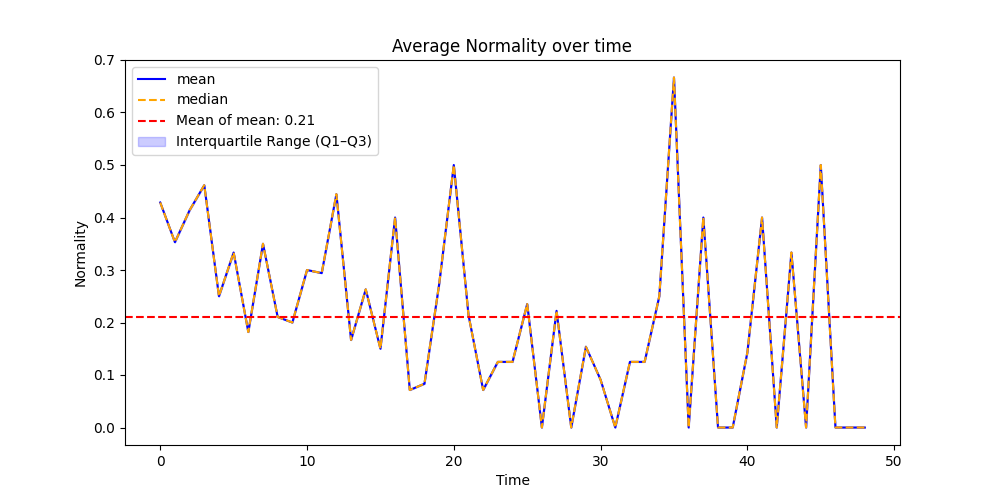 Average Normality over time
0.7
0.6
0.5
0.4
0.3
0.2
0.1
0.0
Normality
mean
median
Mean of mean: 0.21
Interquartile Range (Q1–Q3)
0 10 20 30 40 50
Time